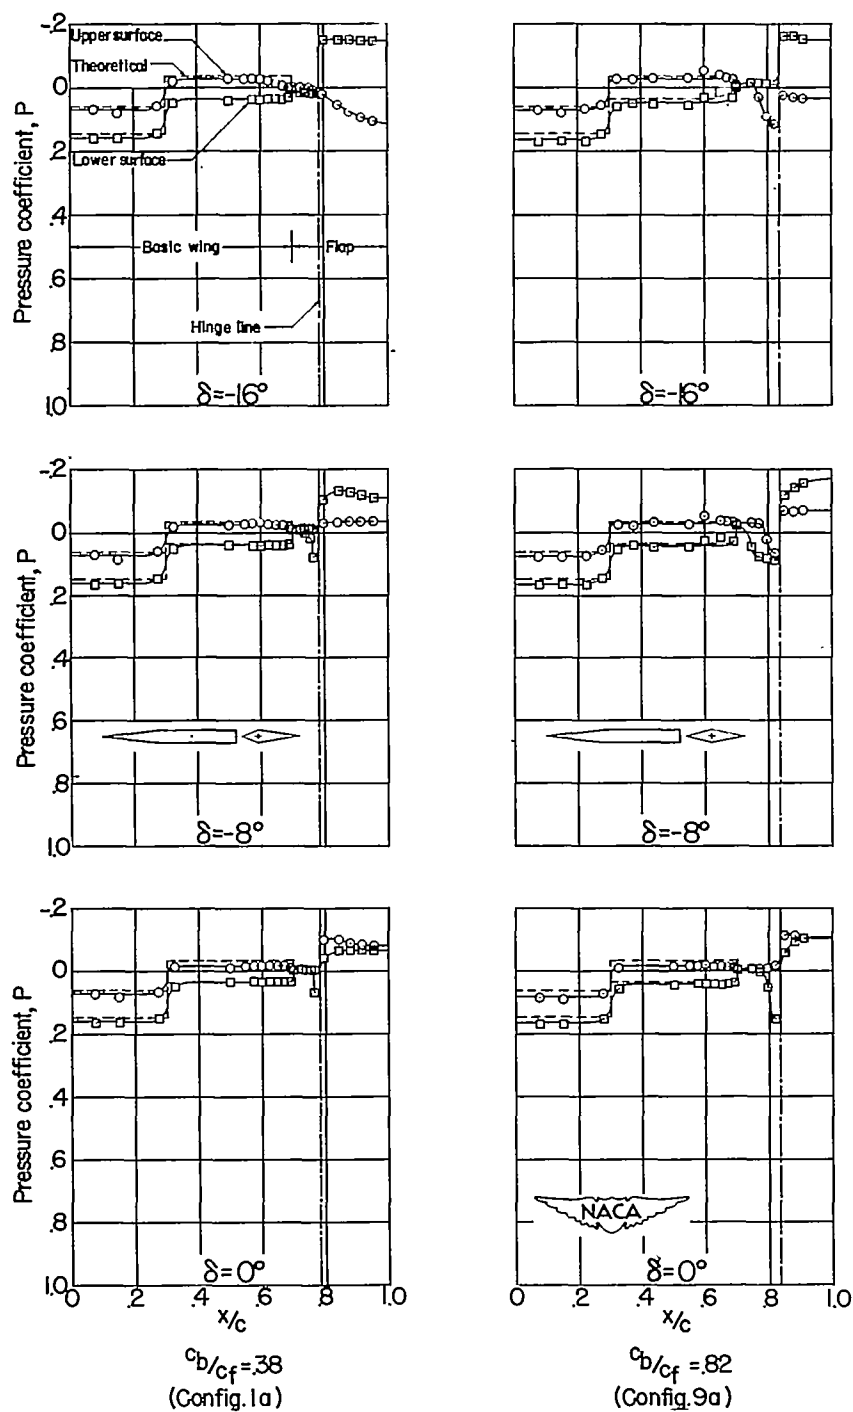 -.2
0
.2
.4
.6
.8
1.0
Pressure coefficient, P
Upper surface
Theoretical
Lower surface
Basic wing
Flap
Hinge line
δ=-16°
δ=-16°
-.2
0
.2
.4
.6
.8
1.0
Pressure coefficient, P
δ=-8°
δ=-8°
-.2
0
.2
.4
.6
.8
1.0
Pressure coefficient, P
NACA
δ=0°
δ=0°
0 .2 .4 .6 .8 1.0
0 .2 .4 .6 .8 1.0
x/c
x/c
cb/cf=.38
cb/cf=.82
(Config.1a)
(Config.9a)